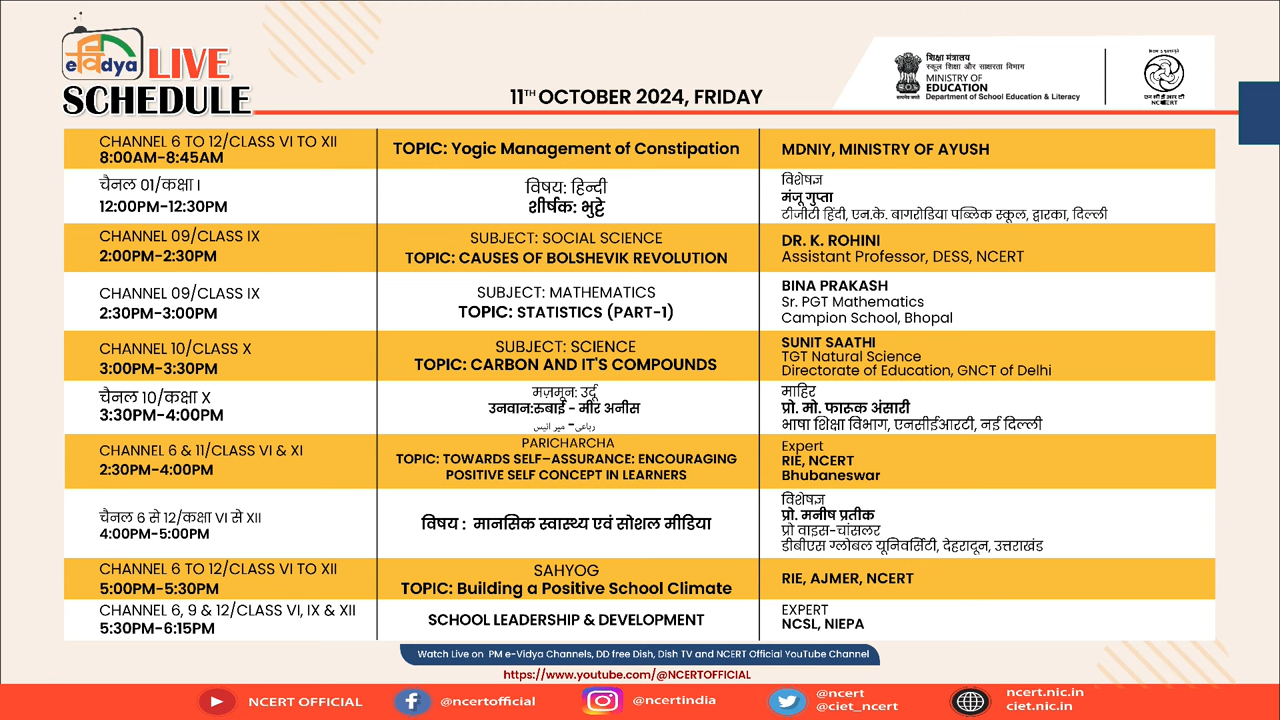 eविद्या LIVE
SCHEDULE
11TH OCTOBER 2024, FRIDAY
शिक्षा मंत्रालय
स्कूल शिक्षा और साक्षरता विभाग
MINISTRY OF
EDUCATION
Department of School Education & Literacy
सत्यमेव जयते
एन सी ई आर टी
NCERT
CHANNEL 6 TO 12/CLASS VI TO XII
8:00AM-8:45AM
TOPIC: Yogic Management of Constipation
MDNIY, MINISTRY OF AYUSH
चैनल 01/कक्षा I
12:00PM-12:30PM
विषय: हिन्दी
शीर्षक: भुट्टे
विशेषज्ञ
मंजू गुप्ता
टीजीटी हिंदी, एन.के. बागरोडिया पब्लिक स्कूल, द्वारका, दिल्ली
CHANNEL 09/CLASS IX
2:00PM-2:30PM
SUBJECT: SOCIAL SCIENCE
TOPIC: CAUSES OF BOLSHEVIK REVOLUTION
DR. K. ROHINI
Assistant Professor, DESS, NCERT
CHANNEL 09/CLASS IX
2:30PM-3:00PM
SUBJECT: MATHEMATICS
TOPIC: STATISTICS (PART-1)
BINA PRAKASH
Sr. PGT Mathematics
Campion School, Bhopal
CHANNEL 10/CLASS X
3:00PM-3:30PM
SUBJECT: SCIENCE
TOPIC: CARBON AND IT'S COMPOUNDS
SUNIT SAATHI
TGT Natural Science
Directorate of Education, GNCT of Delhi
चैनल 10/कक्षा X
3:30PM-4:00PM
मज़मून: उर्दू
उनवान:रुबाई - मीर अनीस
رباعی- میر انیس
माहिर
प्रो. मो. फारूक अंसारी
भाषा शिक्षा विभाग, एनसीईआरटी, नई दिल्ली
CHANNEL 6 & 11/CLASS VI & XI
2:30PM-4:00PM
PARICHARCHA
TOPIC: TOWARDS SELF-ASSURANCE: ENCOURAGING
POSITIVE SELF CONCEPT IN LEARNERS
Expert
RIE, NCERT
Bhubaneswar
चैनल 6 से 12/कक्षा VI से XII
4:00PM-5:00PM
विषय : मानसिक स्वास्थ्य एवं सोशल मीडिया
विशेषज्ञ
प्रो. मनीष प्रतीक
प्रो वाइस-चांसलर
डीबीएस ग्लोबल यूनिवर्सिटी, देहरादून, उत्तराखंड
CHANNEL 6 TO 12/CLASS VI TO XII
5:00PM-5:30PM
SAHYOG
TOPIC: Building a Positive School Climate
RIE, AJMER, NCERT
CHANNEL 6, 9 & 12/CLASS VI, IX & XII
5:30PM-6:15PM
SCHOOL LEADERSHIP & DEVELOPMENT
EXPERT
NCSL, NIEPA
Watch Live on PM e-Vidya Channels, DD free Dish, Dish TV and NCERT Official YouTube Channel
https://www.youtube.com/@NCERTOFFICIAL
NCERT OFFICIAL
@ncertofficial
@ncertindia
@ncert
@ciet_ncert
ncert.nic.in
ciet.nic.in